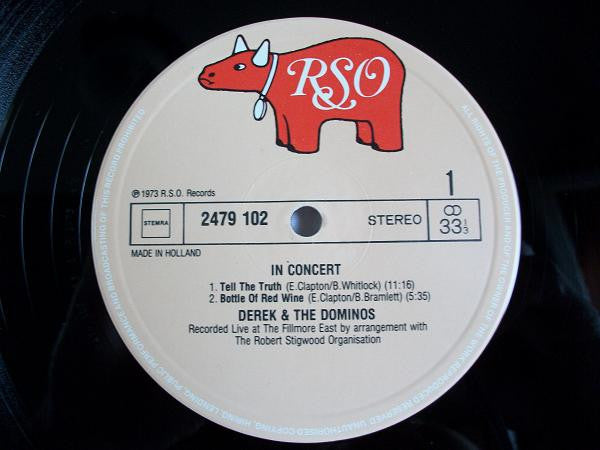 RSO
℗1973 R.S.O. Records
1
STEMRA
2479 102
STEREO
33 1/3
MADE IN HOLLAND
IN CONCERT
1. Tell The Truth (E.Clapton/B.Whitlock) (11:16)
2. Bottle Of Red Wine (E.Clapton/B.Bramlett) (5:35)
DEREK & THE DOMINOS
Recorded Live at The Fillmore East by arrangement with
The Robert Stigwood Organisation
ALL RIGHTS OF THE PRODUCER AND OF THE OWNER OF THE WORK REPRODUCED RESERVED UNAUTHORISED COPYING, HIRING, LENDING, PUBLIC PERFORMANCE AND BROADCASTING OF THIS RECORD PROHIBITED